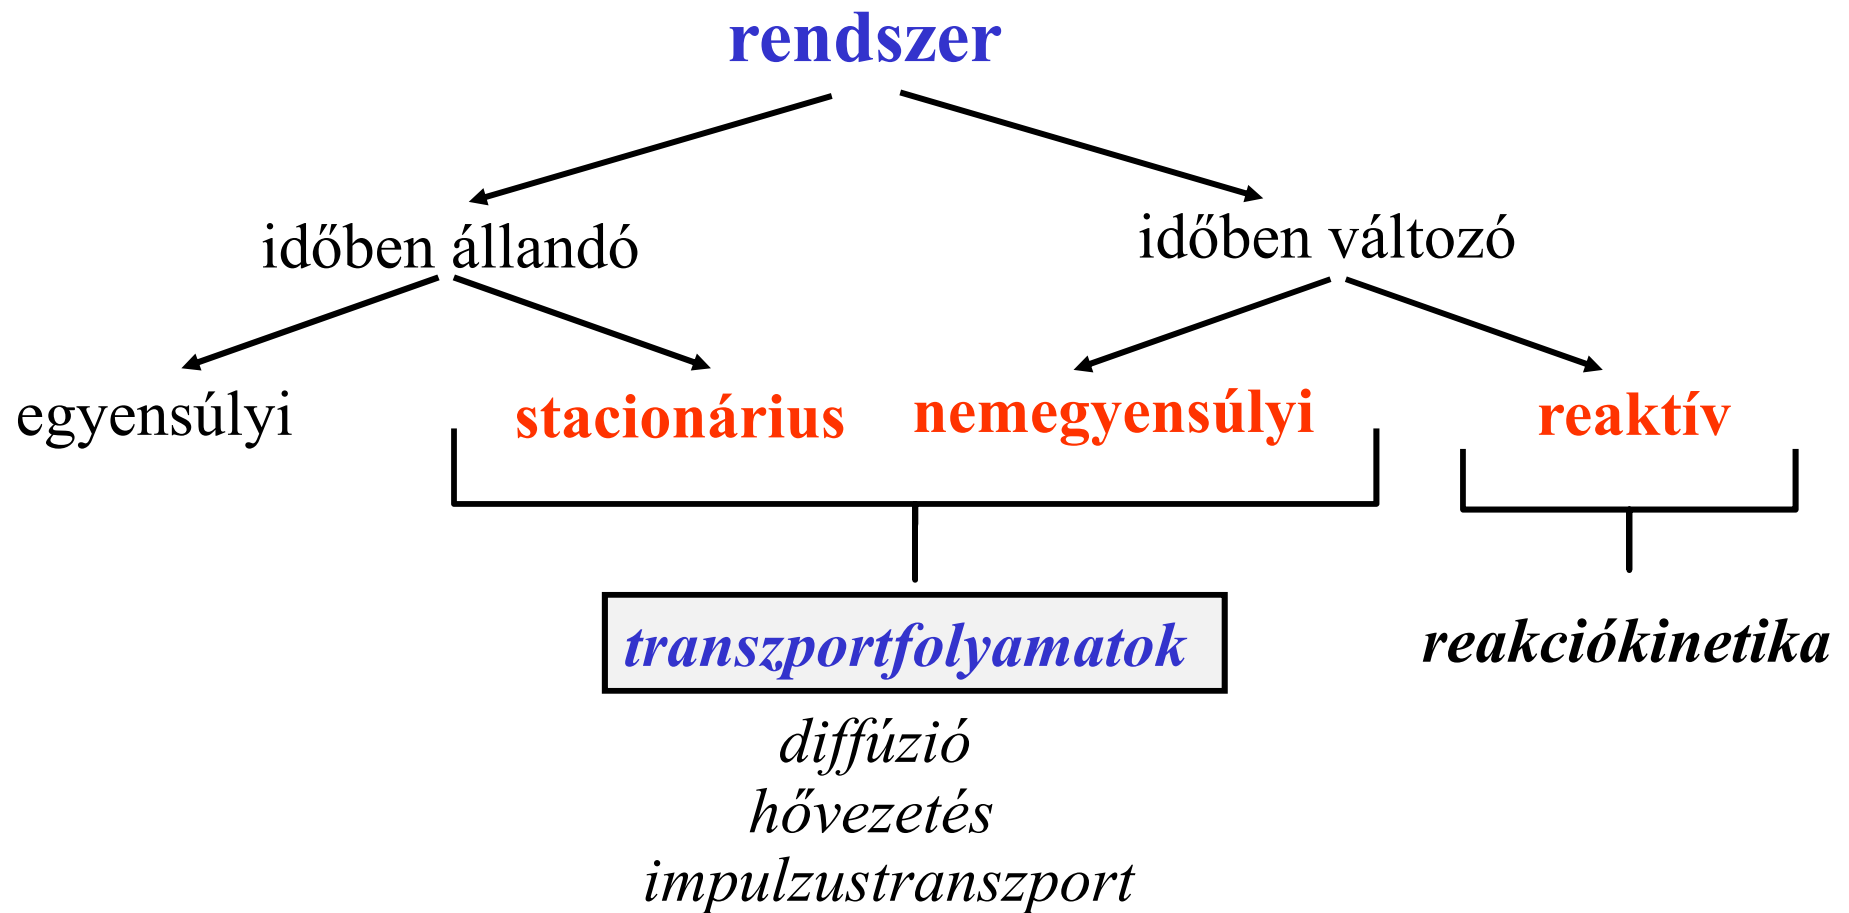 rendszer
időben állandó
időben változó
egyensúlyi
stacionárius
nemegyensúlyi
reaktív
transzportfolyamatok
reakciókinetika
diffúzió
hővezetés
impulzustranszport